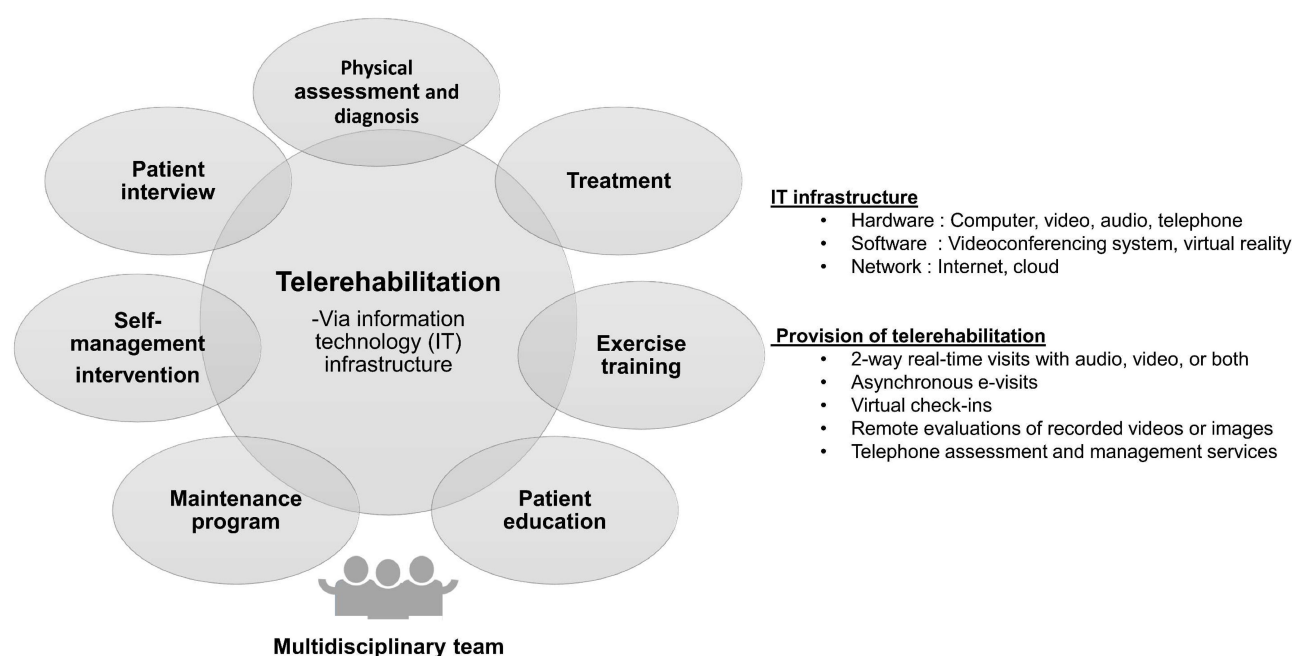 Physical
assessment and
diagnosis
Patient
interview
Treatment
Telerehabilitation
-Via information
technology (IT)
infrastructure
Self-
management
intervention
Exercise
training
Maintenance
program
Patient
education
Multidisciplinary team
IT infrastructure
• Hardware : Computer, video, audio, telephone
• Software : Videoconferencing system, virtual reality
• Network : Internet, cloud
Provision of telerehabilitation
• 2-way real-time visits with audio, video, or both
• Asynchronous e-visits
• Virtual check-ins
• Remote evaluations of recorded videos or images
• Telephone assessment and management services